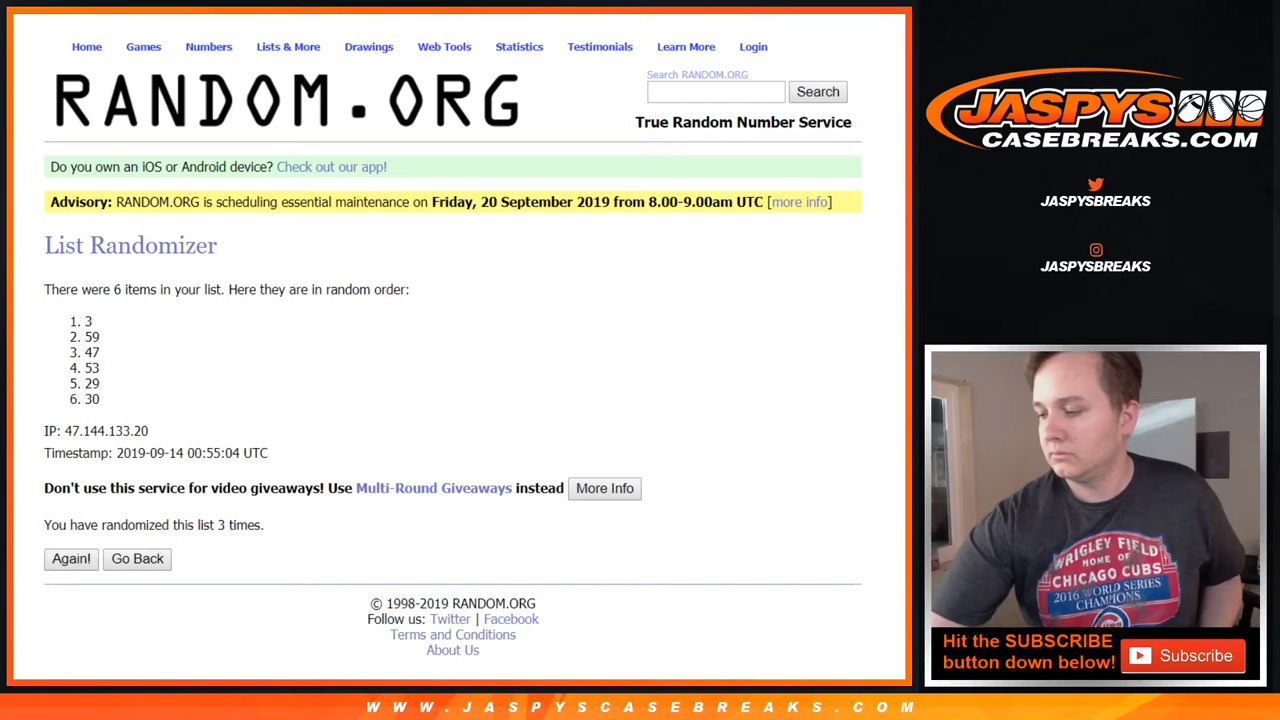 Home Games Numbers Lists & More Drawings Web Tools Statistics Testimonials Learn More Login
RANDOM.ORG
Search RANDOM.ORG
Search
True Random Number Service
Do you own an iOS or Android device? Check out our app!
Advisory: RANDOM.ORG is scheduling essential maintenance on Friday, 20 September 2019 from 8.00-9.00am UTC [more info]
List Randomizer
There were 6 items in your list. Here they are in random order:
1. 3
2. 59
3. 47
4. 53
5. 29
6. 30
IP: 47.144.133.20
Timestamp: 2019-09-14 00:55:04 UTC
Don't use this service for video giveaways! Use Multi-Round Giveaways instead More Info
You have randomized this list 3 times.
Again! Go Back
© 1998-2019 RANDOM.ORG
Follow us: Twitter | Facebook
Terms and Conditions
About Us
JASPYS
CASEBREAKS.COM
JASPYSBREAKS
JASPYSBREAKS
WRIGLEY FIELD
HOME OF
CHICAGO CUBS
2016 WORLD SERIES
CHAMPIONS
Hit the SUBSCRIBE
button down below!
Subscribe
WWW.JASPYSCASEBREAKS.COM